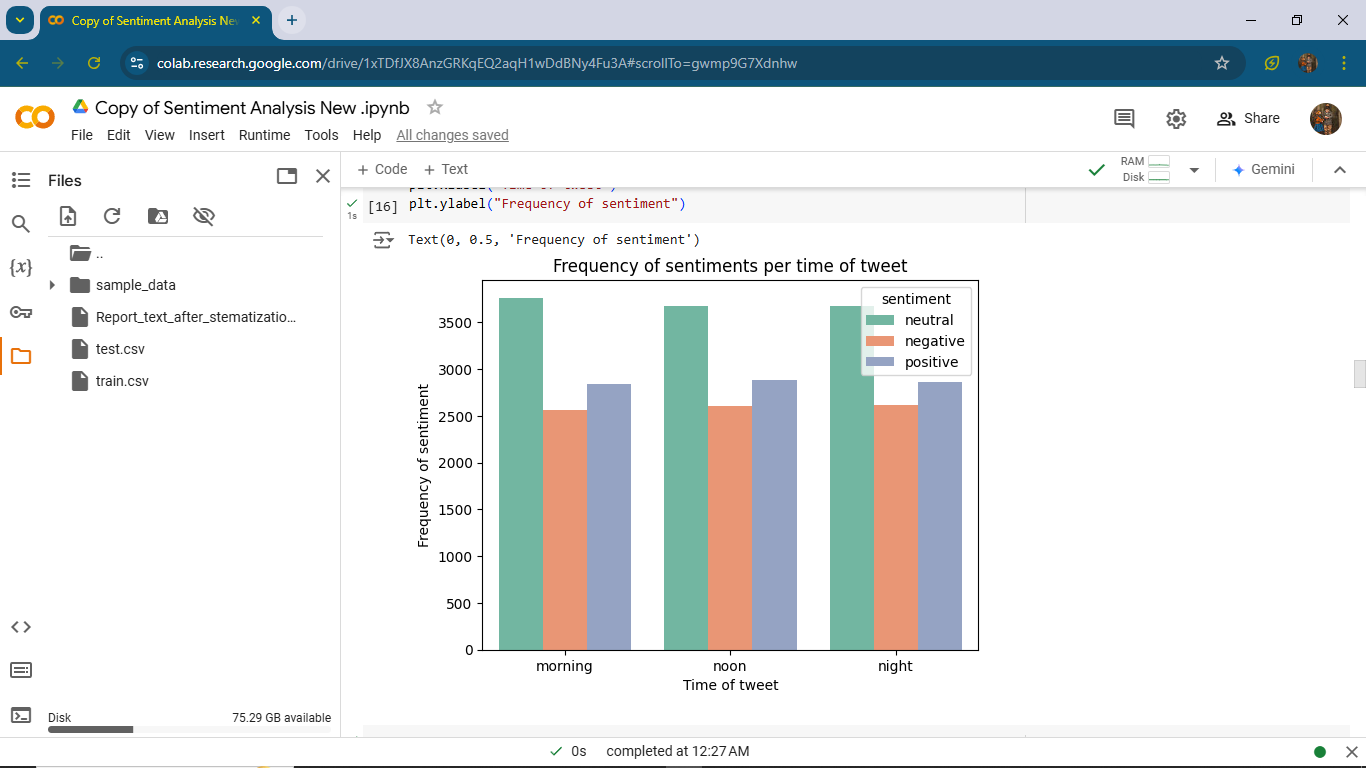 Copy of Sentiment Analysis Ne
colab.research.google.com/drive/1xTDfJX8AnzGRKqEQ2aqH1wDdBNy4Fu3A#scrollTo=gwmp9G7Xdnhw
Copy of Sentiment Analysis New .ipynb
File Edit View Insert Runtime Tools Help All changes saved
Share
Files
+ Code + Text
RAM
Disk
Gemini
..
sample_data
Report_text_after_stematizatio...
test.csv
train.csv
Disk 75.29 GB available
1s
[16] plt.ylabel("Frequency of sentiment")
Text(0, 0.5, 'Frequency of sentiment')
Frequency of sentiments per time of tweet
sentiment
neutral
negative
positive
Frequency of sentiment
3500
3000
2500
2000
1500
1000
500
0
morning noon night
Time of tweet
0s completed at 12:27 AM